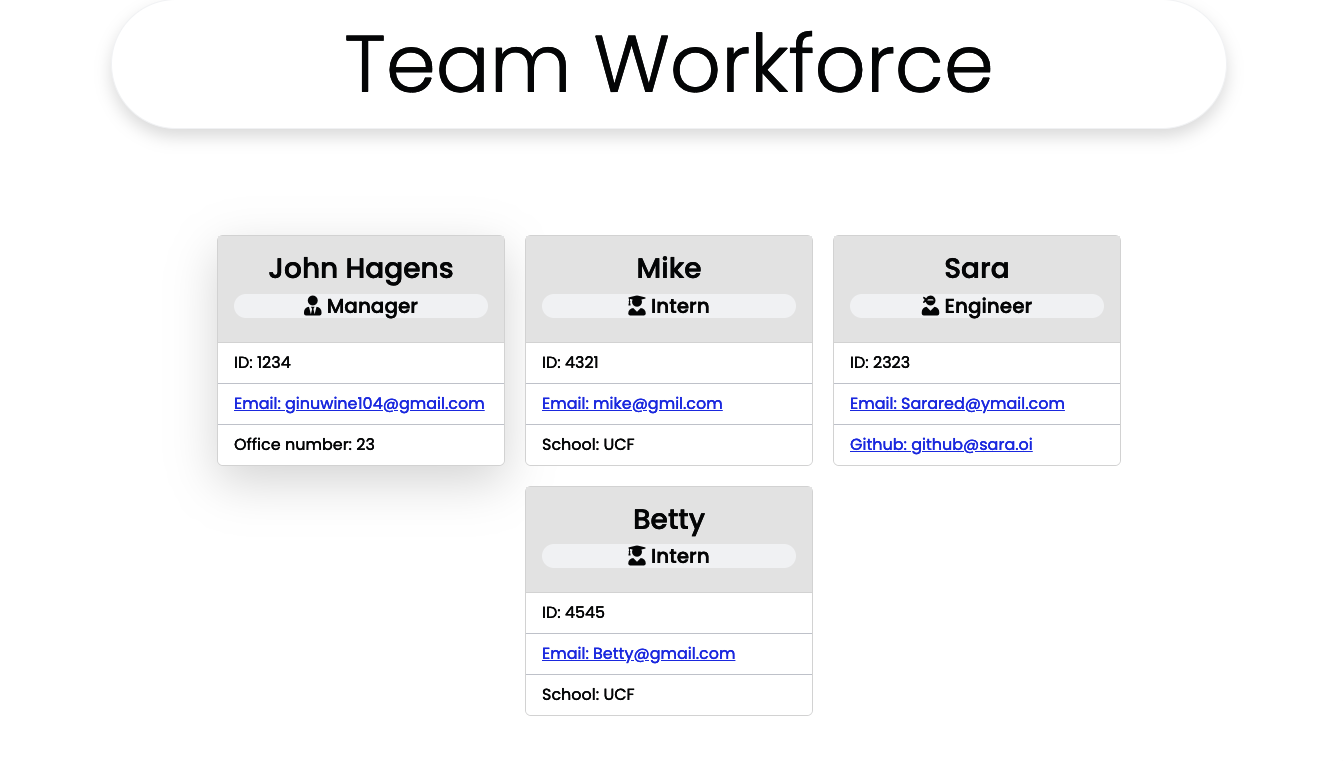 Team Workforce
John Hagens
Manager
ID: 1234
Email: ginuwine104@gmail.com
Office number: 23
Mike
Intern
ID: 4321
Email: mike@gmil.com
School: UCF
Sara
Engineer
ID: 2323
Email: Sarared@ymail.com
Github: github@sara.oi
Betty
Intern
ID: 4545
Email: Betty@gmail.com
School: UCF